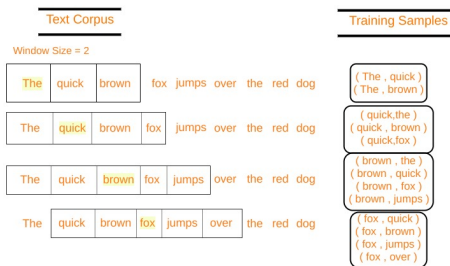 Text Corpus
Training Samples
Window Size = 2
The quick brown fox jumps over the red dog
( The , quick )
( The , brown )
The quick brown fox jumps over the red dog
( quick,the )
( quick , brown )
( quick,fox )
The quick brown fox jumps over the red dog
( brown , the )
( brown , quick )
( brown , fox )
( brown , jumps )
The quick brown fox jumps over the red dog
( fox , quick )
( fox , brown )
( fox , jumps )
( fox , over )